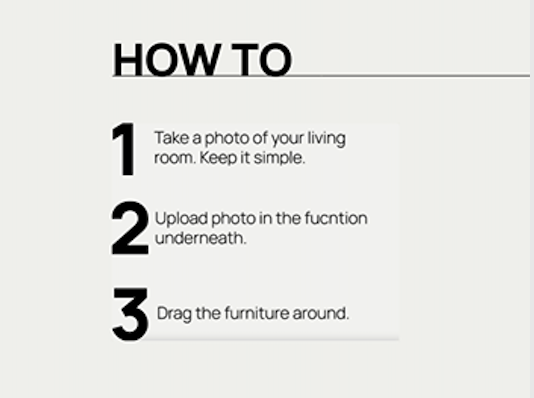 HOW TO
1 Take a photo of your living
room. Keep it simple.
2 Upload photo in the fucntion
underneath.
3 Drag the furniture around.